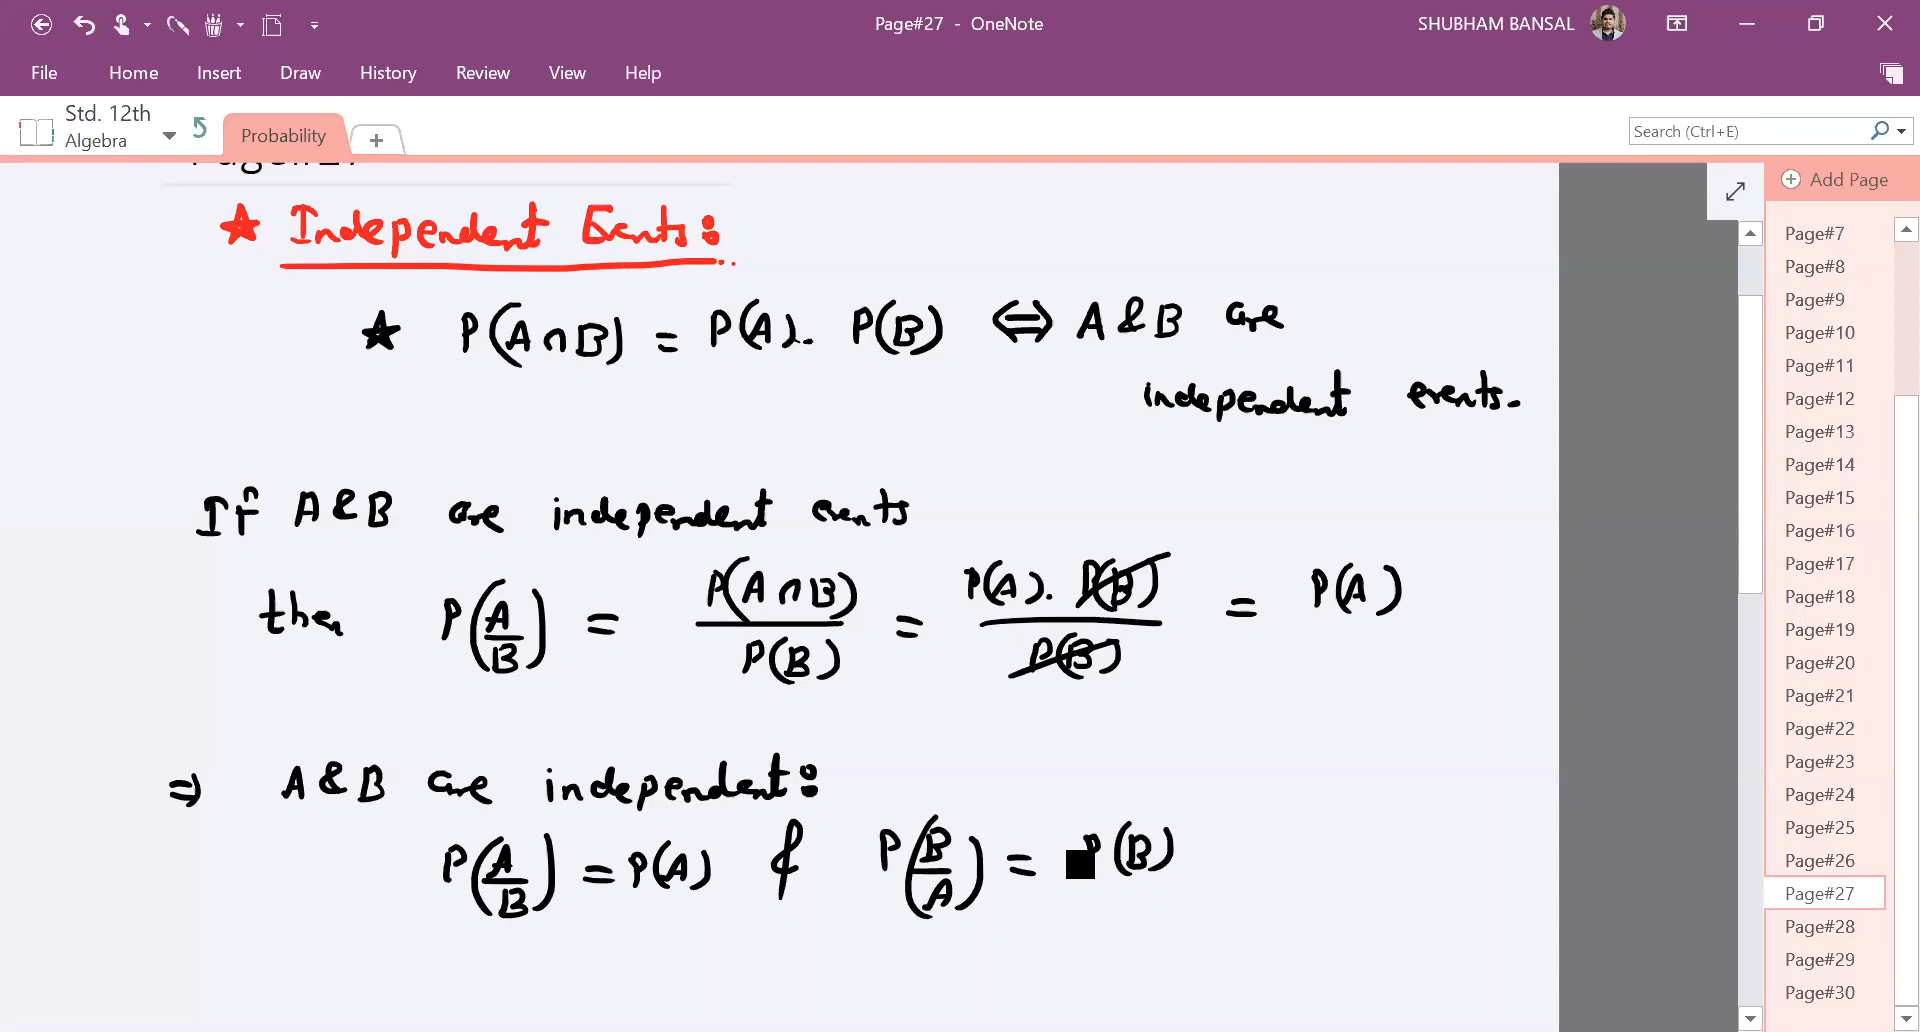 Page#27 - OneNote
SHUBHAM BANSAL
File Home Insert Draw History Review View Help
Std. 12th
Algebra
Probability
Search (Ctrl+E)
Page#27
Add Page
★ Independent Events:
★ P(A∩B) = P(A). P(B) ⇔ A & B are
independent events.
If A & B are independent events
then P(A/B) = P(A∩B)/P(B) = P(A). P(B)/P(B) = P(A)
⇒ A & B are independent:
P(A/B) = P(A) & P(B/A) = P(B)
Page#7
Page#8
Page#9
Page#10
Page#11
Page#12
Page#13
Page#14
Page#15
Page#16
Page#17
Page#18
Page#19
Page#20
Page#21
Page#22
Page#23
Page#24
Page#25
Page#26
Page#27
Page#28
Page#29
Page#30